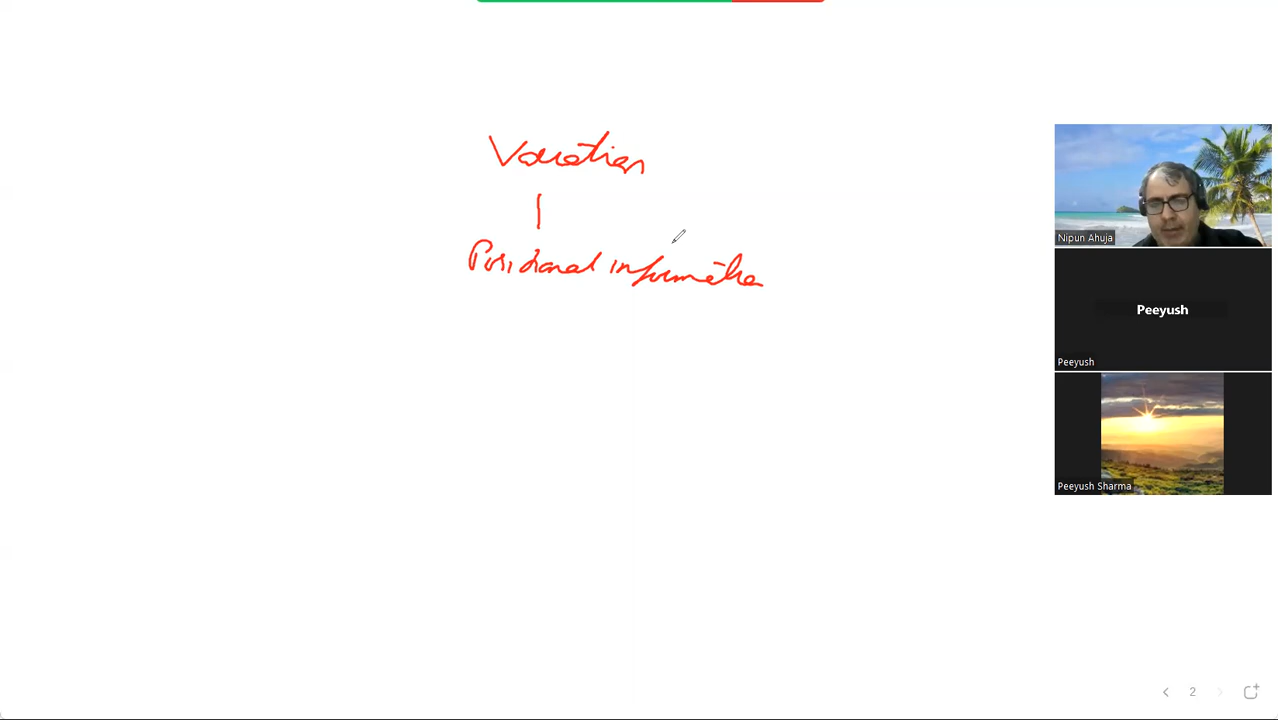 Variation
Positional information
Nipun Ahuja
Peeyush
Peeyush
Peeyush Sharma
2